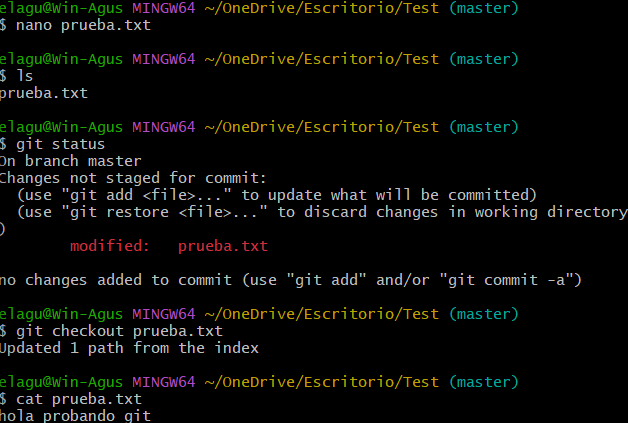 elagu@Win-Agus MINGW64 ~/OneDrive/Escritorio/Test (master)
$ nano prueba.txt
elagu@Win-Agus MINGW64 ~/OneDrive/Escritorio/Test (master)
$ ls
prueba.txt
elagu@Win-Agus MINGW64 ~/OneDrive/Escritorio/Test (master)
$ git status
On branch master
Changes not staged for commit:
  (use "git add <file>..." to update what will be committed)
  (use "git restore <file>..." to discard changes in working directory
)
        modified:   prueba.txt
no changes added to commit (use "git add" and/or "git commit -a")
elagu@Win-Agus MINGW64 ~/OneDrive/Escritorio/Test (master)
$ git checkout prueba.txt
Updated 1 path from the index
elagu@Win-Agus MINGW64 ~/OneDrive/Escritorio/Test (master)
$ cat prueba.txt
hola probando git